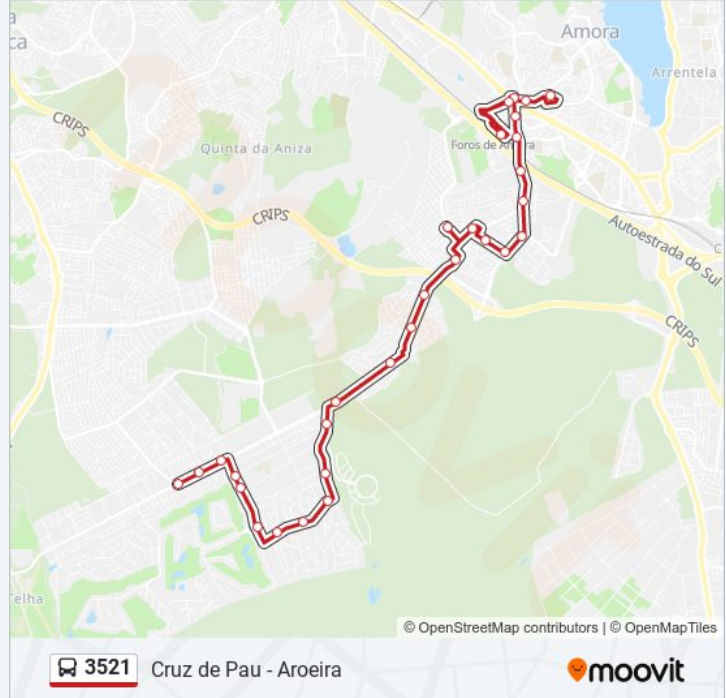 a
ca
Amora
Arrentela
CRIPS
Quinta da Aniza
Foros de Amora
CRIPS
Autoestrada do Sul
C
CRIPS
Telha
© OpenStreetMap contributors | © OpenMapTiles
3521 Cruz de Pau - Aroeira
moovit